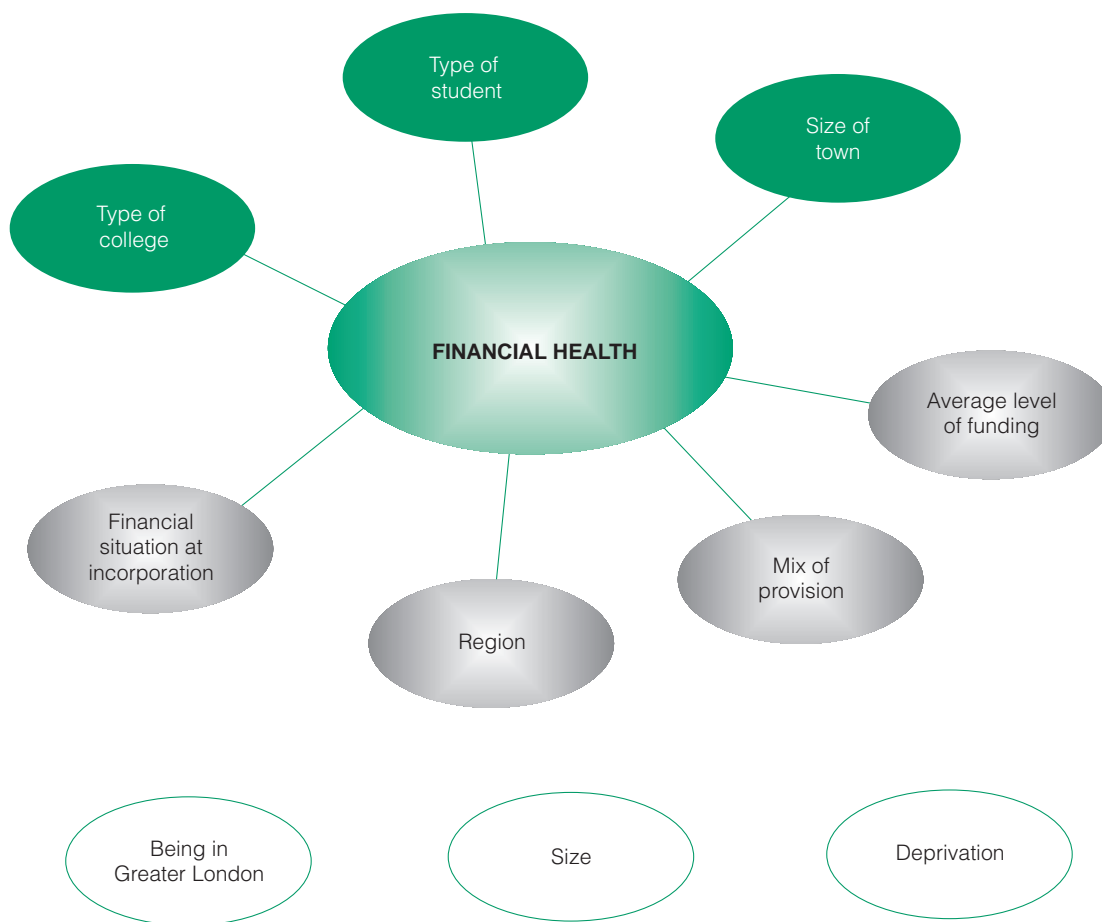 Type of
student
Size of
town
Type of
college
FINANCIAL HEALTH
Average level
of funding
Financial
situation at
incorporation
Mix of
provision
Region
Being in
Greater London
Size
Deprivation